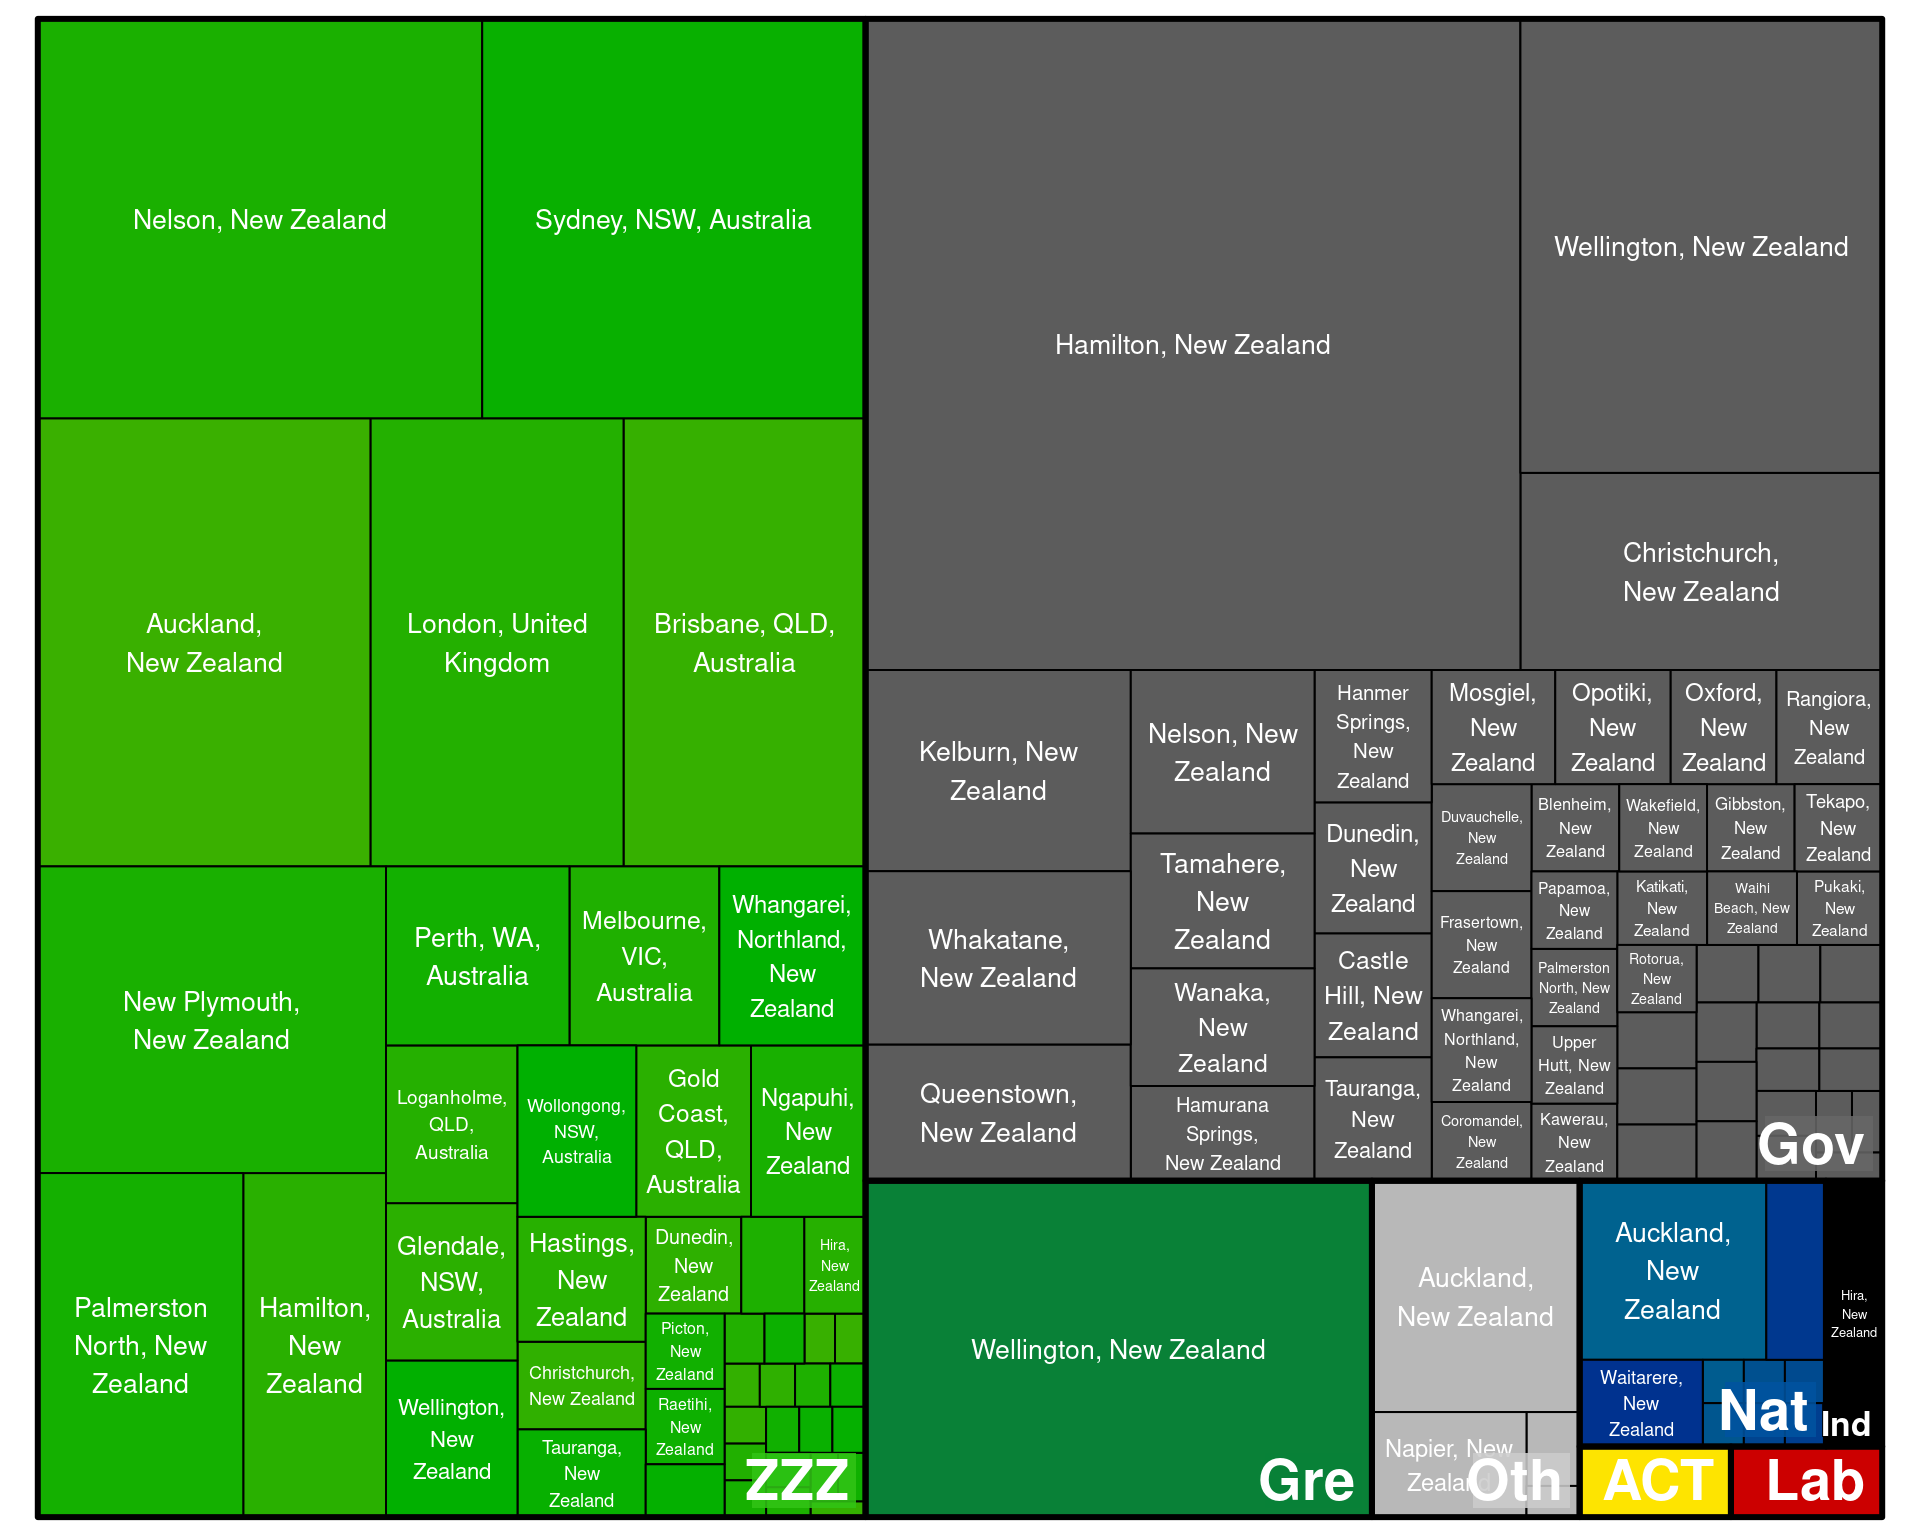 Nelson, New Zealand
Sydney, NSW, Australia
Auckland,
New Zealand
London, United
Kingdom
Brisbane, QLD,
Australia
New Plymouth,
New Zealand
Perth, WA,
Australia
Melbourne,
VIC,
Australia
Whangarei,
Northland,
New
Zealand
Palmerston
North, New
Zealand
Hamilton,
New
Zealand
Loganholme,
QLD,
Australia
Wollongong,
NSW,
Australia
Gold
Coast,
QLD,
Australia
Ngapuhi,
New
Zealand
Glendale,
NSW,
Australia
Hastings,
New
Zealand
Dunedin,
New
Zealand
Hira,
New
Zealand
Wellington,
New
Zealand
Christchurch,
New Zealand
Tauranga,
New
Zealand
Picton,
New
Zealand
Raetihi,
New
Zealand
ZZZ
Hamilton, New Zealand
Wellington, New Zealand
Christchurch,
New Zealand
Kelburn, New
Zealand
Whakatane,
New Zealand
Queenstown,
New Zealand
Nelson, New
Zealand
Tamahere,
New
Zealand
Wanaka,
New
Zealand
Hamurana
Springs,
New Zealand
Hanmer
Springs,
New
Zealand
Dunedin,
New
Zealand
Castle
Hill, New
Zealand
Tauranga,
New
Zealand
Mosgiel,
New
Zealand
Opotiki,
New
Zealand
Oxford,
New
Zealand
Rangiora,
New
Zealand
Duvauchelle,
New
Zealand
Frasertown,
New
Zealand
Whangarei,
Northland,
New
Zealand
Coromandel,
New
Zealand
Blenheim,
New
Zealand
Wakefield,
New
Zealand
Gibbston,
New
Zealand
Tekapo,
New
Zealand
Papamoa,
New
Zealand
Palmerston
North, New
Zealand
Upper
Hutt, New
Zealand
Kawerau,
New
Zealand
Katikati,
New
Zealand
Waihi
Beach, New
Zealand
Pukaki,
New
Zealand
Rotorua,
New
Zealand
Gov
Wellington, New Zealand
Gre
Auckland,
New Zealand
Napier, New
Zealand
Oth
Auckland,
New
Zealand
Waitarere,
New
Zealand
Nat
Hira,
New
Zealand
Ind
ACT
Lab